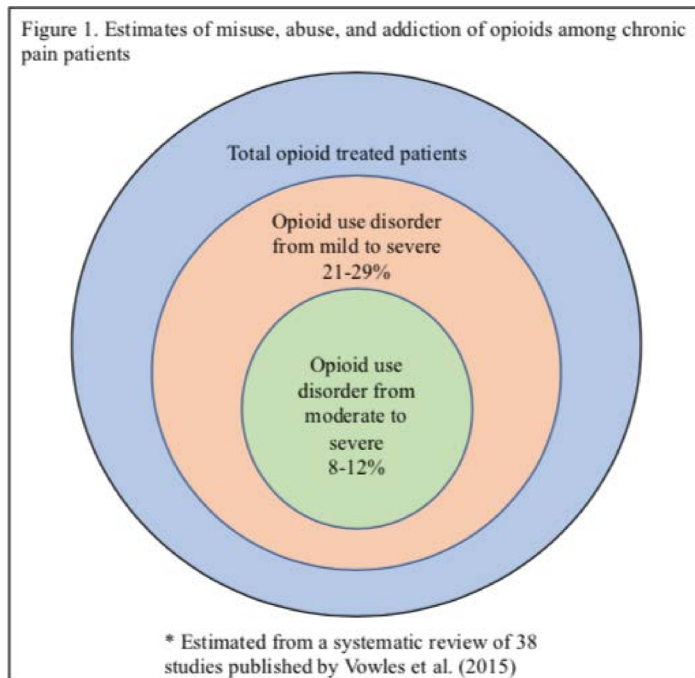 Figure 1. Estimates of misuse, abuse, and addiction of opioids among chronic
pain patients
Total opioid treated patients
Opioid use disorder
from mild to severe
21-29%
Opioid use
disorder from
moderate to
severe
8-12%
* Estimated from a systematic review of 38
studies published by Vowles et al. (2015)